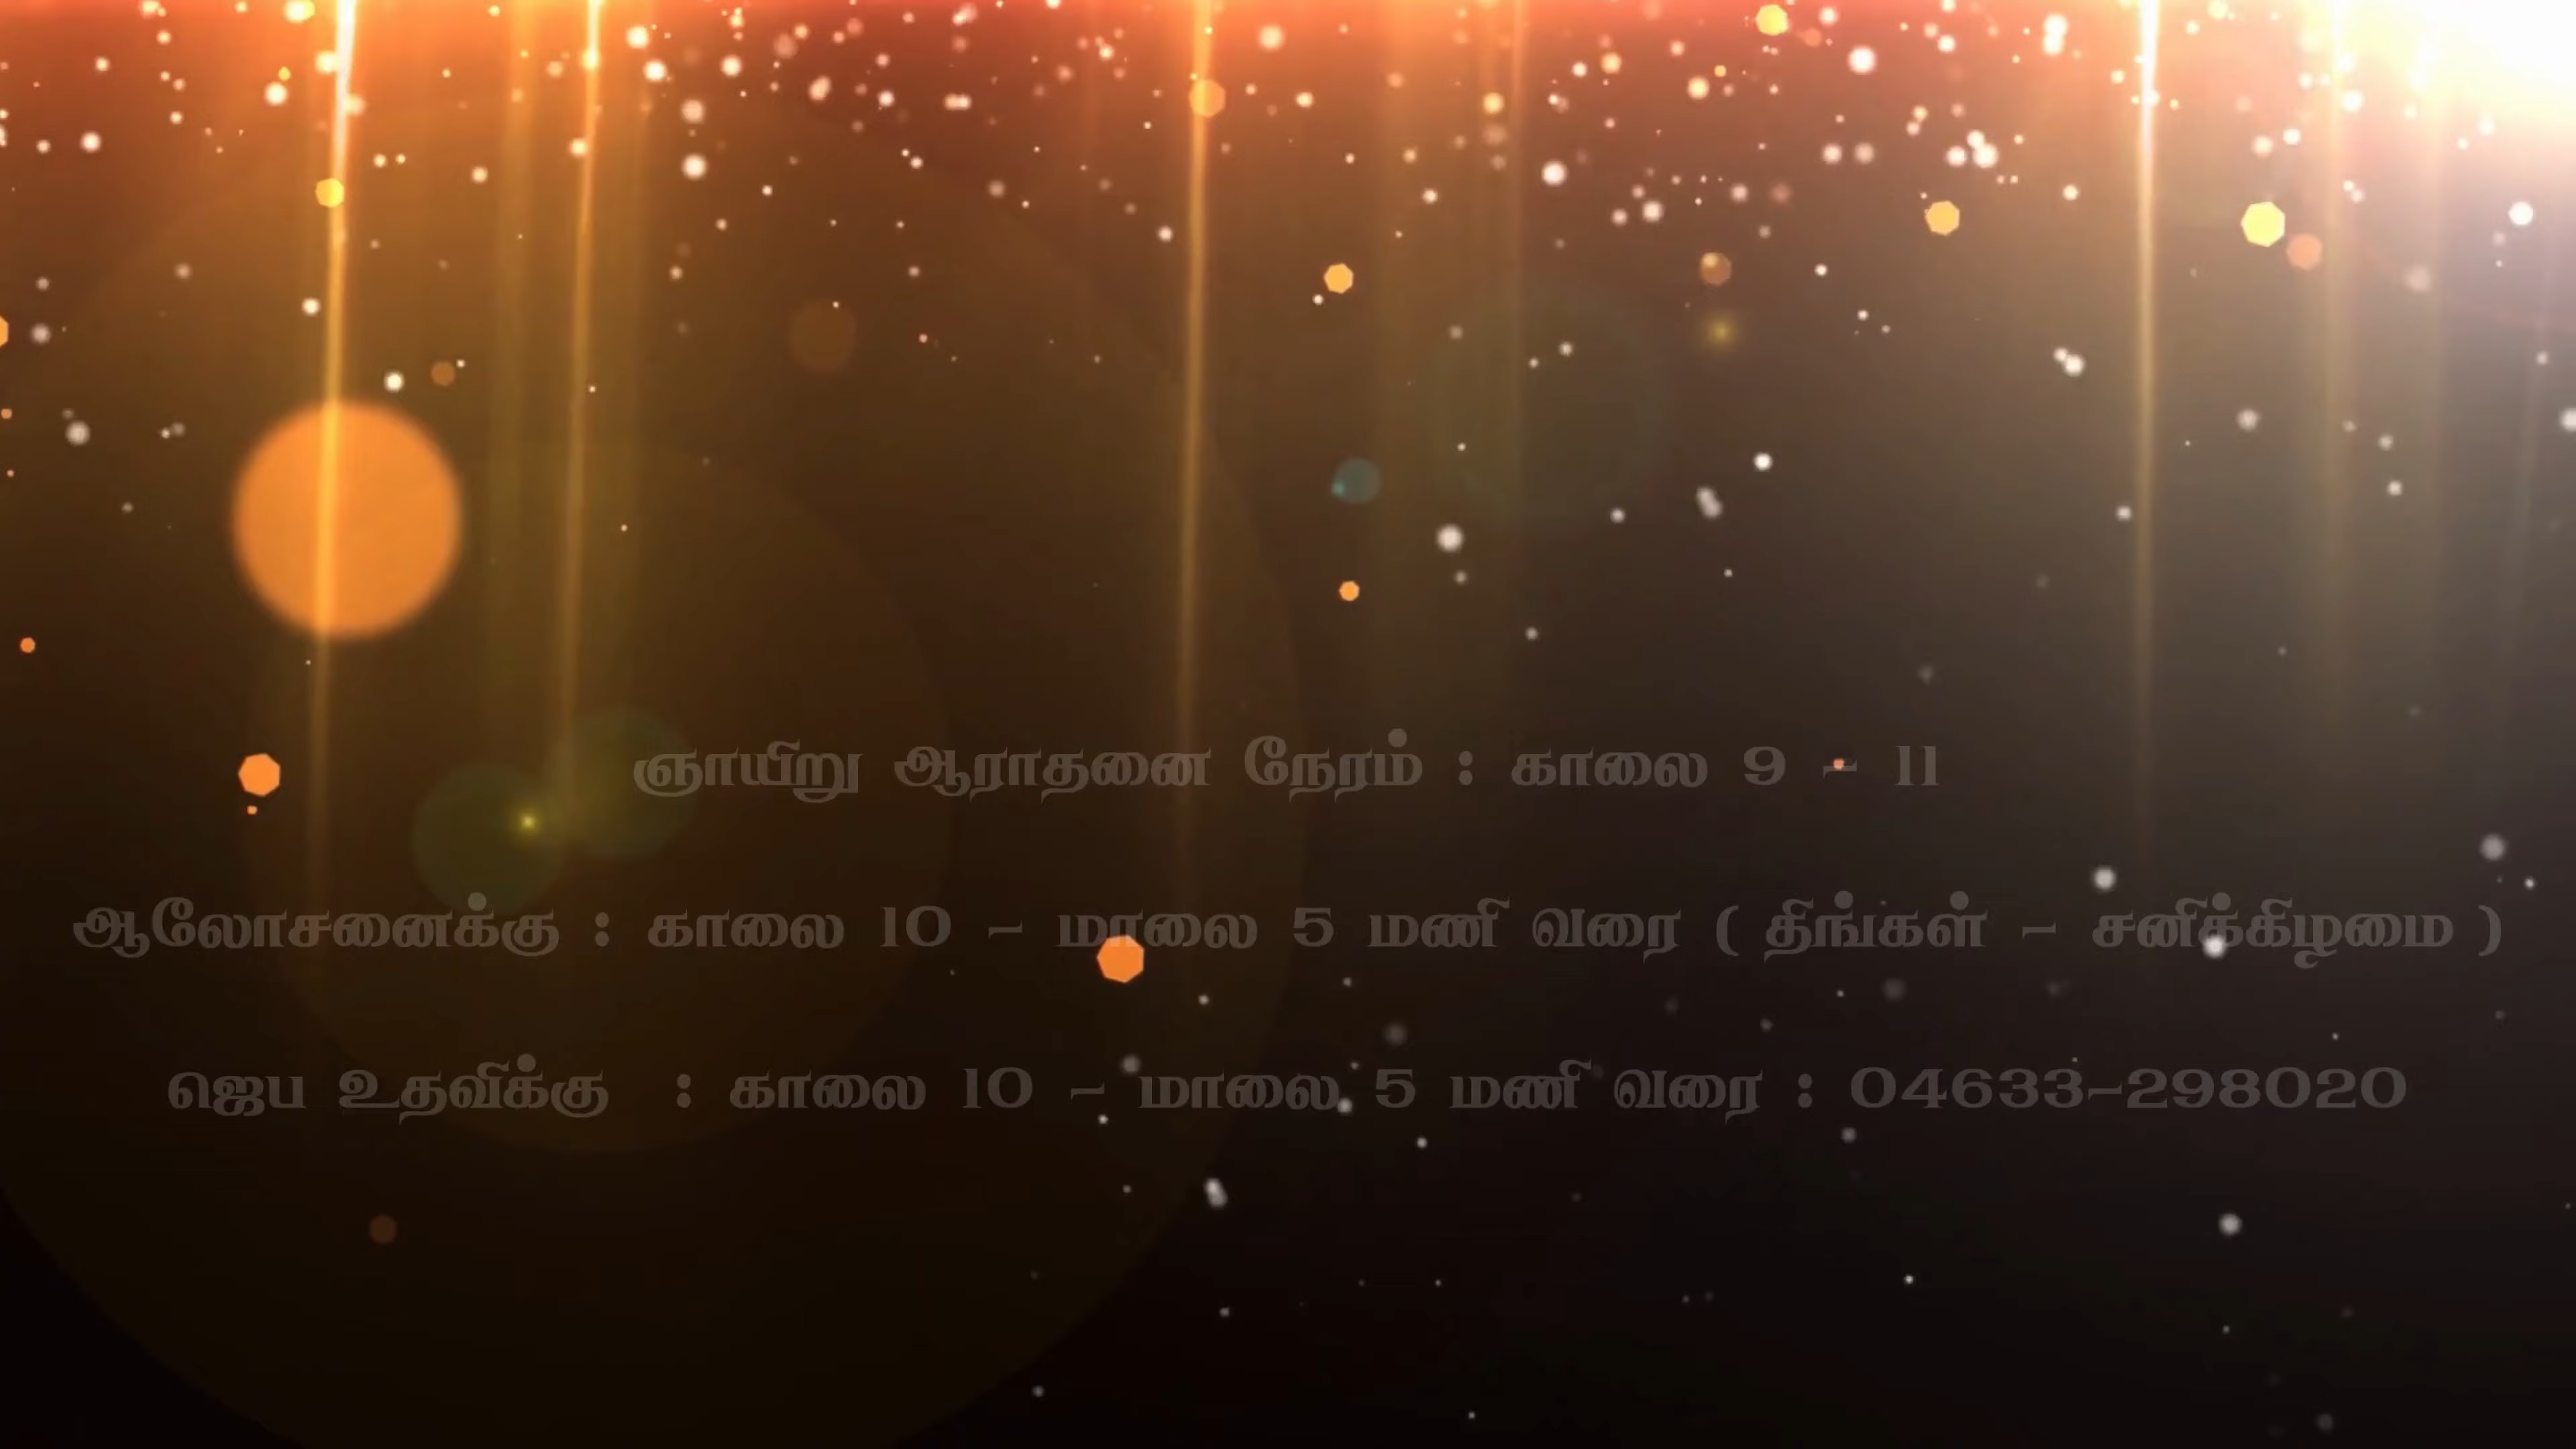 ஞாயிறு ஆராதனை நேரம் : காலை 9 - 11
ஆலோசனைக்கு : காலை 10 - மாலை 5 மணி வரை ( திங்கள் - சனிக்கிழமை )
ஜெப உதவிக்கு : காலை 10 - மாலை 5 மணி வரை : 04633-298020